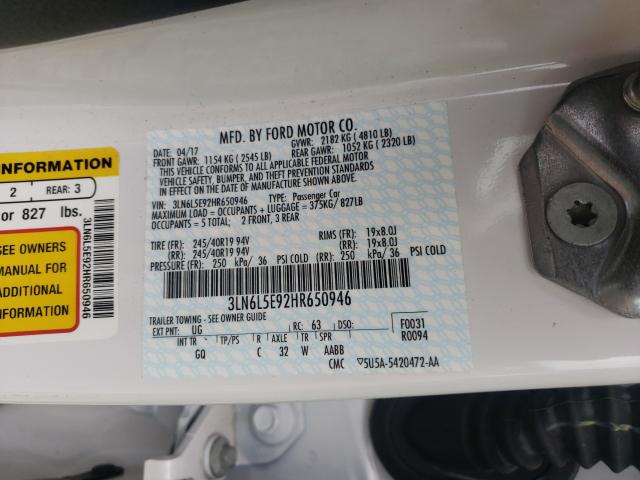 INFORMATION
2 REAR: 3
or 827 lbs.
SEE OWNERS
MANUAL FOR
ADDITIONAL
INFORMATION
3LN6L5E92HR650946
MFD. BY FORD MOTOR CO.
DATE: 04/17 GVWR: 2182 KG ( 4810 LB)
FRONT GAWR: 1154 KG ( 2545 LB) REAR GAWR: 1052 KG ( 2320 LB)
THIS VEHICLE CONFORMS TO ALL APPLICABLE FEDERAL MOTOR
VEHICLE SAFETY, BUMPER, AND THEFT PREVENTION STANDARDS
IN EFFECT ON THE DATE OF MANUFACTURE SHOWN ABOVE.
VIN: 3LN6L5E92HR650946 TYPE: Passenger Car
MAXIMUM LOAD = OCCUPANTS + LUGGAGE = 375KG/827LB
OCCUPANTS = 5 TOTAL; 2 FRONT, 3 REAR
TIRE (FR): 245/40R19 94V RIMS (FR): 19x8.0J
(RR): 245/40R19 94V (RR): 19x8.0J
PRESSURE (FR): 250 kPa/ 36 PSI COLD (RR): 250 kPa/ 36 PSI COLD
3LN6L5E92HR650946
TRAILER TOWING - SEE OWNER GUIDE
EXT PNT: UG RC: 63 DSO: F0031
R0094
INT TR TP/PS R AXLE TR SPR
GQ C 32 W AABB
CMC ▽5U5A-5420472-AA